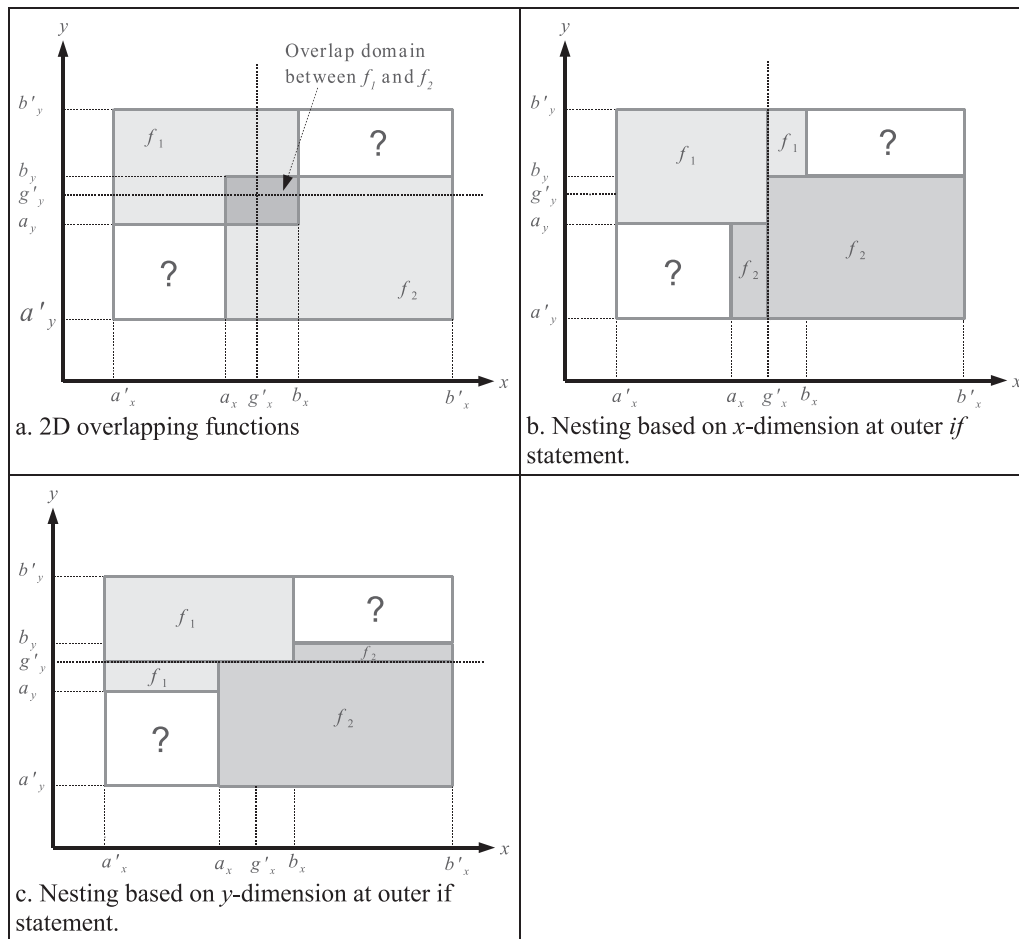 y
Overlap domain
between f1 and f2
b'y
f1
?
by
g'y
ay
?
f2
a'y
x
a'x ax g'x bx b'x
a. 2D overlapping functions
y
b'y
f1
f1
?
by
g'y
ay
f2
?
f2
a'y
x
a'x ax g'x bx b'x
b. Nesting based on x-dimension at outer if
statement.
y
b'y
f1
?
by
f2
g'y
f1
ay
f2
?
a'y
x
a'x ax g'x bx b'x
c. Nesting based on y-dimension at outer if
statement.